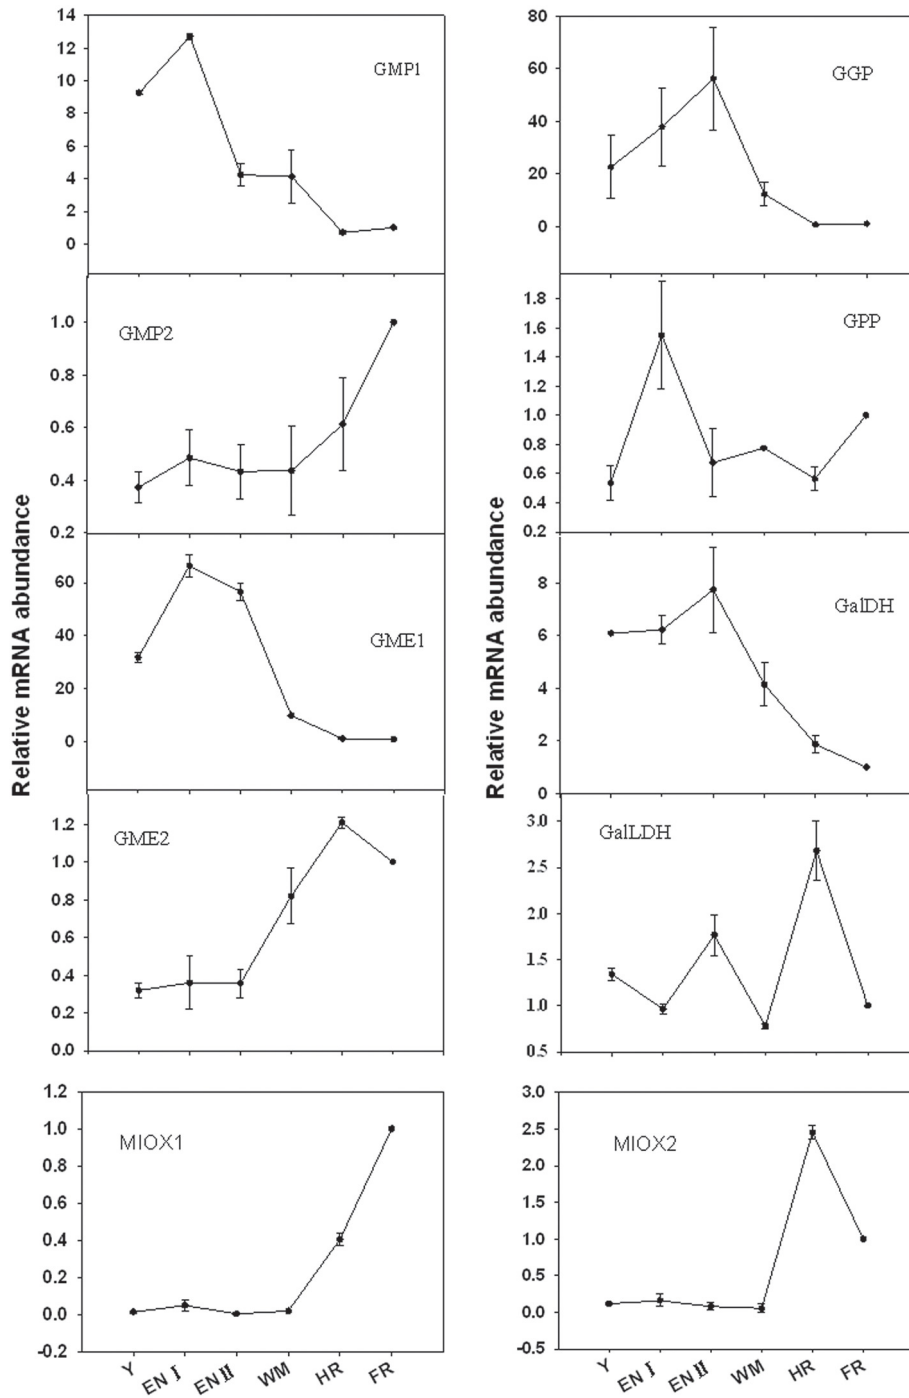 Relative mRNA abundance
14
12
10
8
6
4
2
0
GMP1
1.0
0.8
0.6
0.4
0.2
GMP2
60
40
20
0
GME1
1.2
1.0
0.8
0.6
0.4
0.2
0.0
GME2
1.2
1.0
0.8
0.6
0.4
0.2
0.0
-0.2
MIOX1
Y
EN I
EN II
WM
HR
FR
Relative mRNA abundance
80
60
40
20
0
GGP
1.8
1.6
1.4
1.2
1.0
0.8
0.6
0.4
0.2
GPP
8
6
4
2
0
GalDH
3.0
2.5
2.0
1.5
1.0
0.5
GalLDH
3.0
2.5
2.0
1.5
1.0
0.5
0.0
-0.5
MIOX2
Y
EN I
EN II
WM
HR
FR